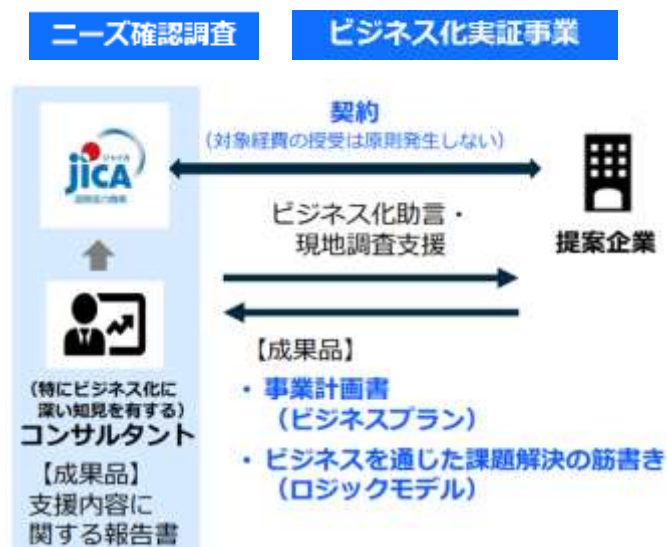 ニーズ確認調査
ビジネス化実証事業
契約
（対象経費の授受は原則発生しない）
JICA
ビジネス化助言・
現地調査支援
提案企業
（特にビジネス化に
深い知見を有する）
コンサルタント
【成果品】
支援内容に
関する報告書
【成果品】
・事業計画書
（ビジネスプラン）
・ビジネスを通じた課題解決の筋書き
（ロジックモデル）